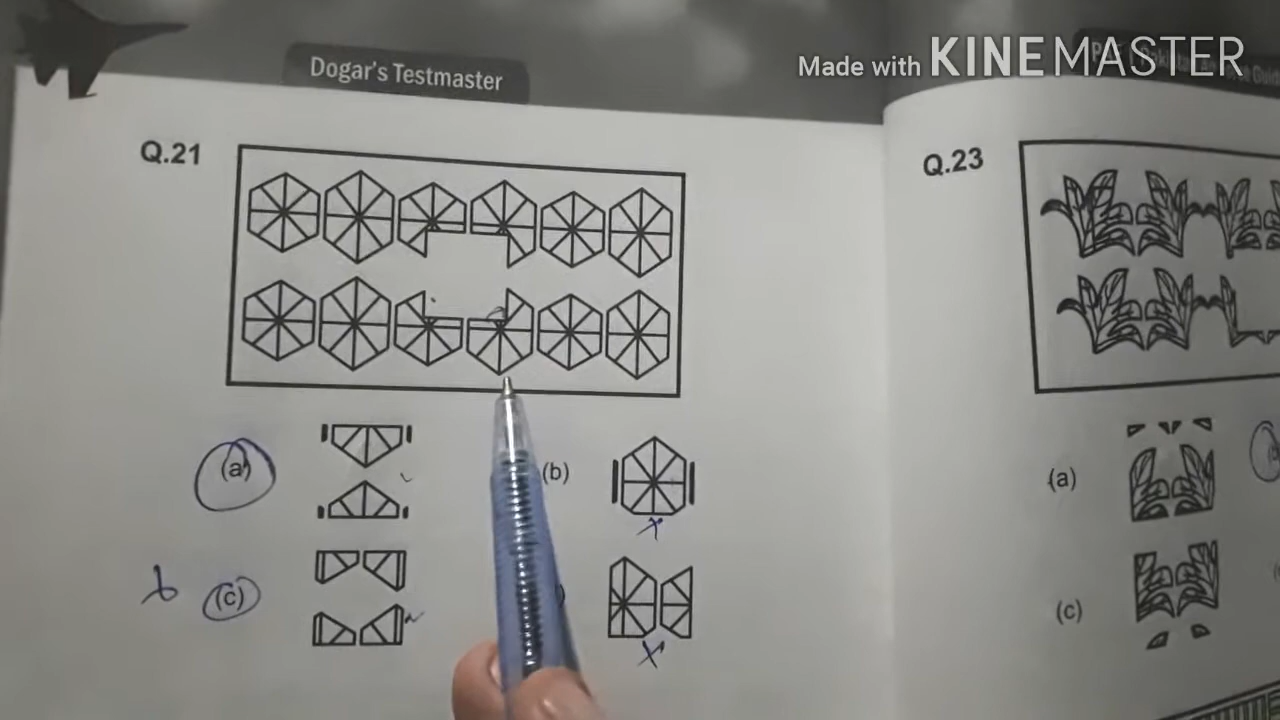 Made with KINEMASTER
Dogar's Testmaster
Q.21
Q.23
(a)
(b)
(c)
(a)
(c)